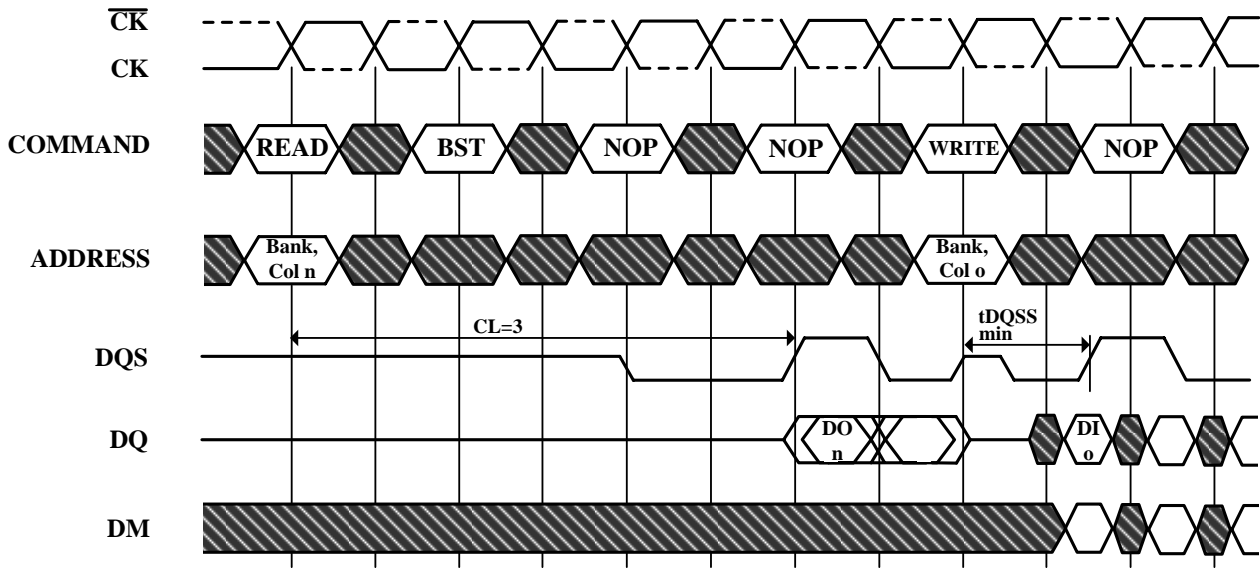 CK
CK
COMMAND
READ
BST
NOP
NOP
WRITE
NOP
ADDRESS
Bank,
Col n
Bank,
Col o
DQS
CL=3
tDQSS
min
DQ
DO
n
DI
o
DM